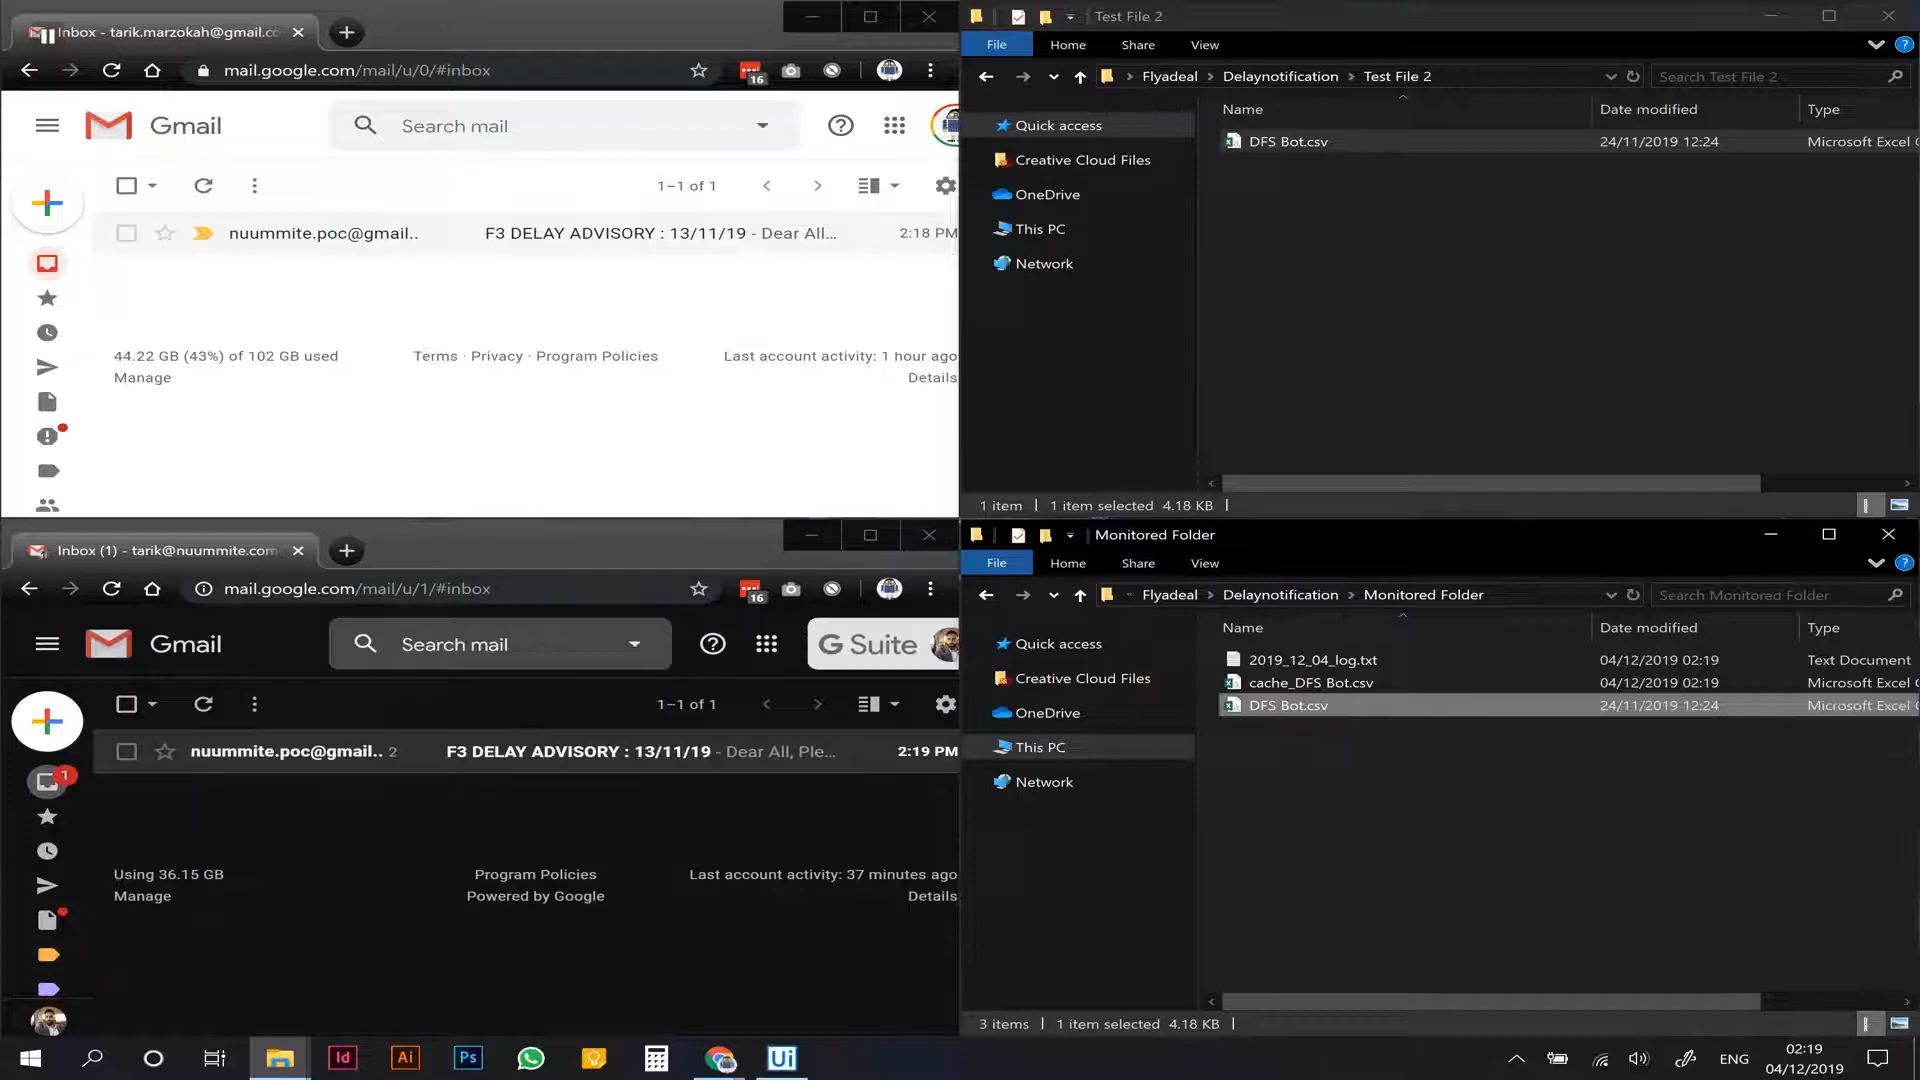 Inbox - tarik.marzokah@gmail.co
mail.google.com/mail/u/0/#inbox
16
Gmail
Search mail
1–1 of 1
nuummite.poc@gmail..
F3 DELAY ADVISORY : 13/11/19 - Dear All...
2:18 PM
44.22 GB (43%) of 102 GB used
Manage
Terms · Privacy · Program Policies
Last account activity: 1 hour ago
Details
Test File 2
File
Home
Share
View
Flyadeal
Delaynotification
Test File 2
Search Test File 2
Name
Date modified
Type
Quick access
Creative Cloud Files
OneDrive
This PC
Network
DFS Bot.csv
24/11/2019 12:24
Microsoft Excel C
1 item
1 item selected 4.18 KB
Inbox (1) - tarik@nuummite.com
mail.google.com/mail/u/1/#inbox
16
Gmail
Search mail
G Suite
1–1 of 1
nuummite.poc@gmail.. 2
F3 DELAY ADVISORY : 13/11/19 - Dear All, Ple...
2:19 PM
1
Using 36.15 GB
Manage
Program Policies
Powered by Google
Last account activity: 37 minutes ago
Details
Monitored Folder
File
Home
Share
View
Flyadeal
Delaynotification
Monitored Folder
Search Monitored Folder
Name
Date modified
Type
Quick access
Creative Cloud Files
OneDrive
This PC
Network
2019_12_04_log.txt
04/12/2019 02:19
Text Document
cache_DFS Bot.csv
04/12/2019 02:19
Microsoft Excel C
DFS Bot.csv
24/11/2019 12:24
Microsoft Excel C
3 items
1 item selected 4.18 KB
Id
Ai
Ps
Ui
ENG
02:19
04/12/2019